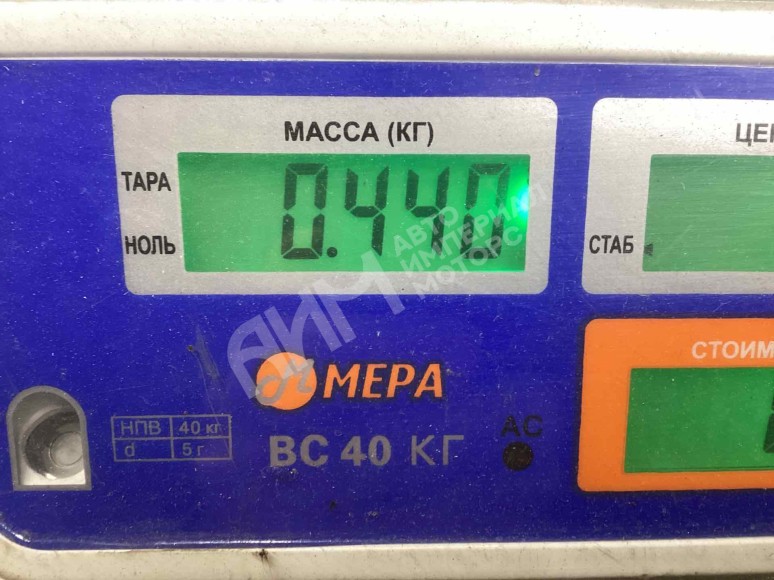 МАССА (КГ)
ТАРА
0.440
НОЛЬ
СТАБ
АИМ
АВТО
ИМПЕРИАЛ
МОТОРС
МЕРА
НПВ 40 кг
d 5 г
ВС 40 КГ
АС